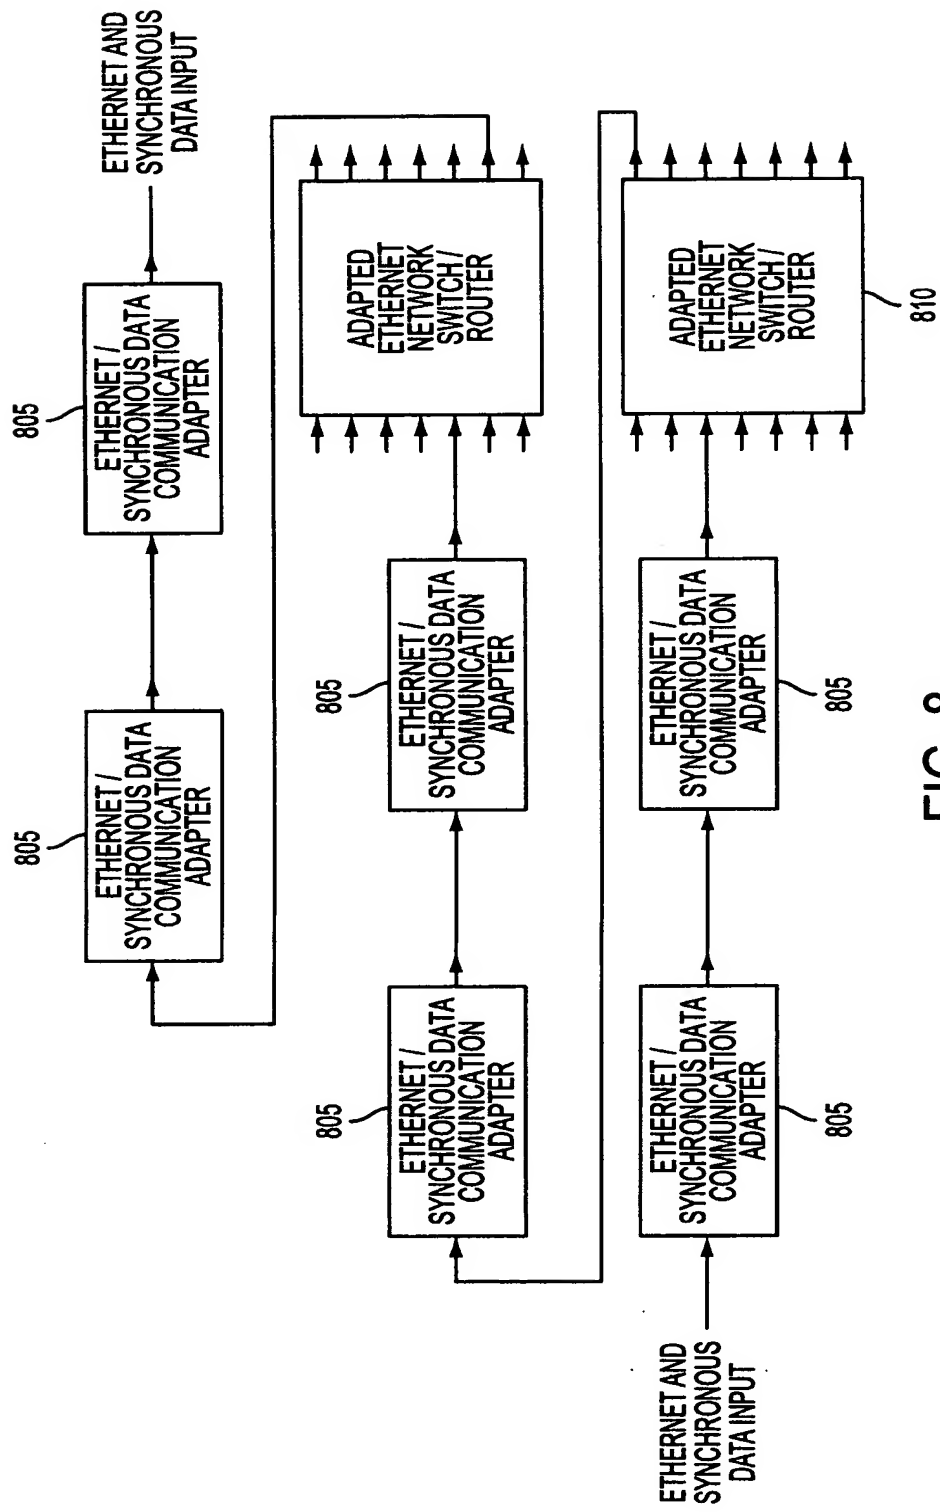 805
ETHERNET /
SYNCHRONOUS DATA
COMMUNICATION
ADAPTER
805
ETHERNET /
SYNCHRONOUS DATA
COMMUNICATION
ADAPTER
ETHERNET AND
SYNCHRONOUS
DATA INPUT
805
ETHERNET /
SYNCHRONOUS DATA
COMMUNICATION
ADAPTER
805
ETHERNET /
SYNCHRONOUS DATA
COMMUNICATION
ADAPTER
ADAPTED
ETHERNET
NETWORK
SWITCH /
ROUTER
ETHERNET AND
SYNCHRONOUS
DATA INPUT
ETHERNET /
SYNCHRONOUS DATA
COMMUNICATION
ADAPTER
805
ETHERNET /
SYNCHRONOUS DATA
COMMUNICATION
ADAPTER
805
ADAPTED
ETHERNET
NETWORK
SWITCH /
ROUTER
810
FIG. 8